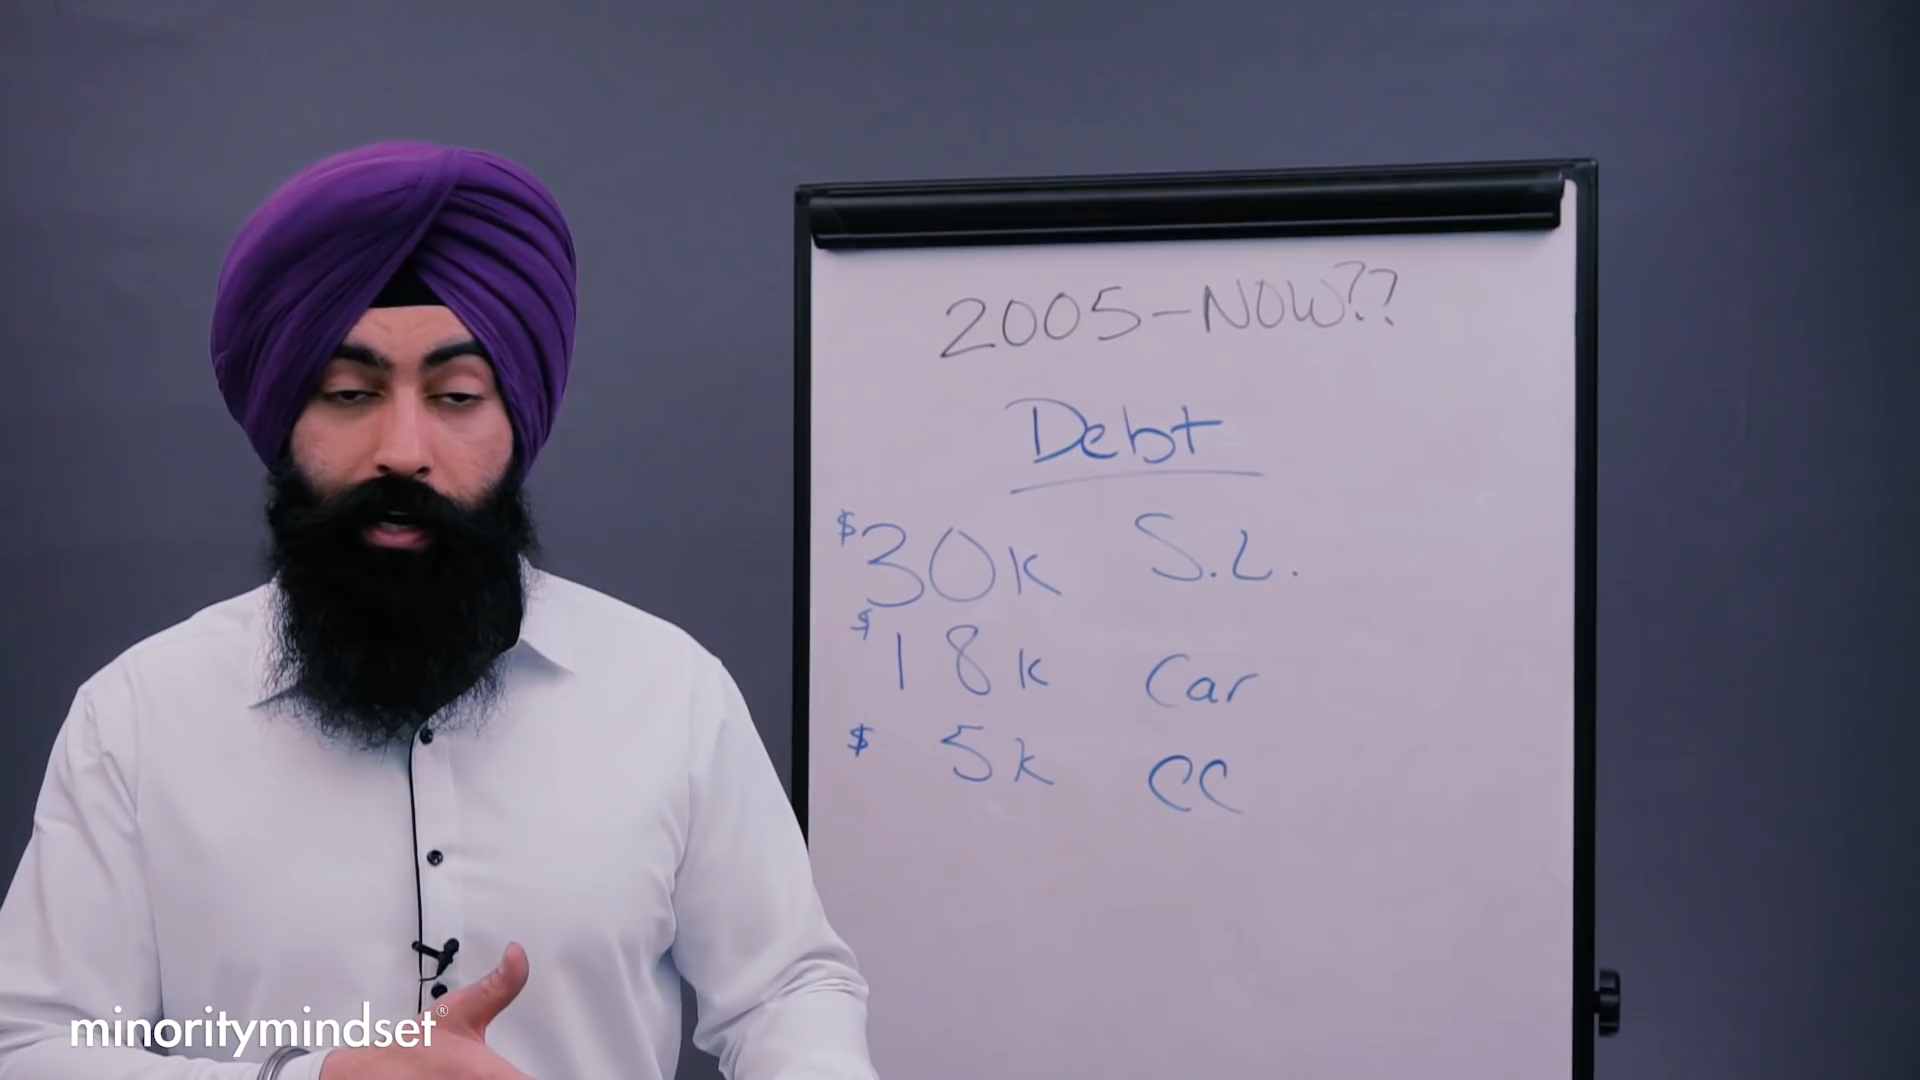 2005-NOW??
Debt
$30k S.L.
$18k Car
$ 5k CC
minoritymindset®